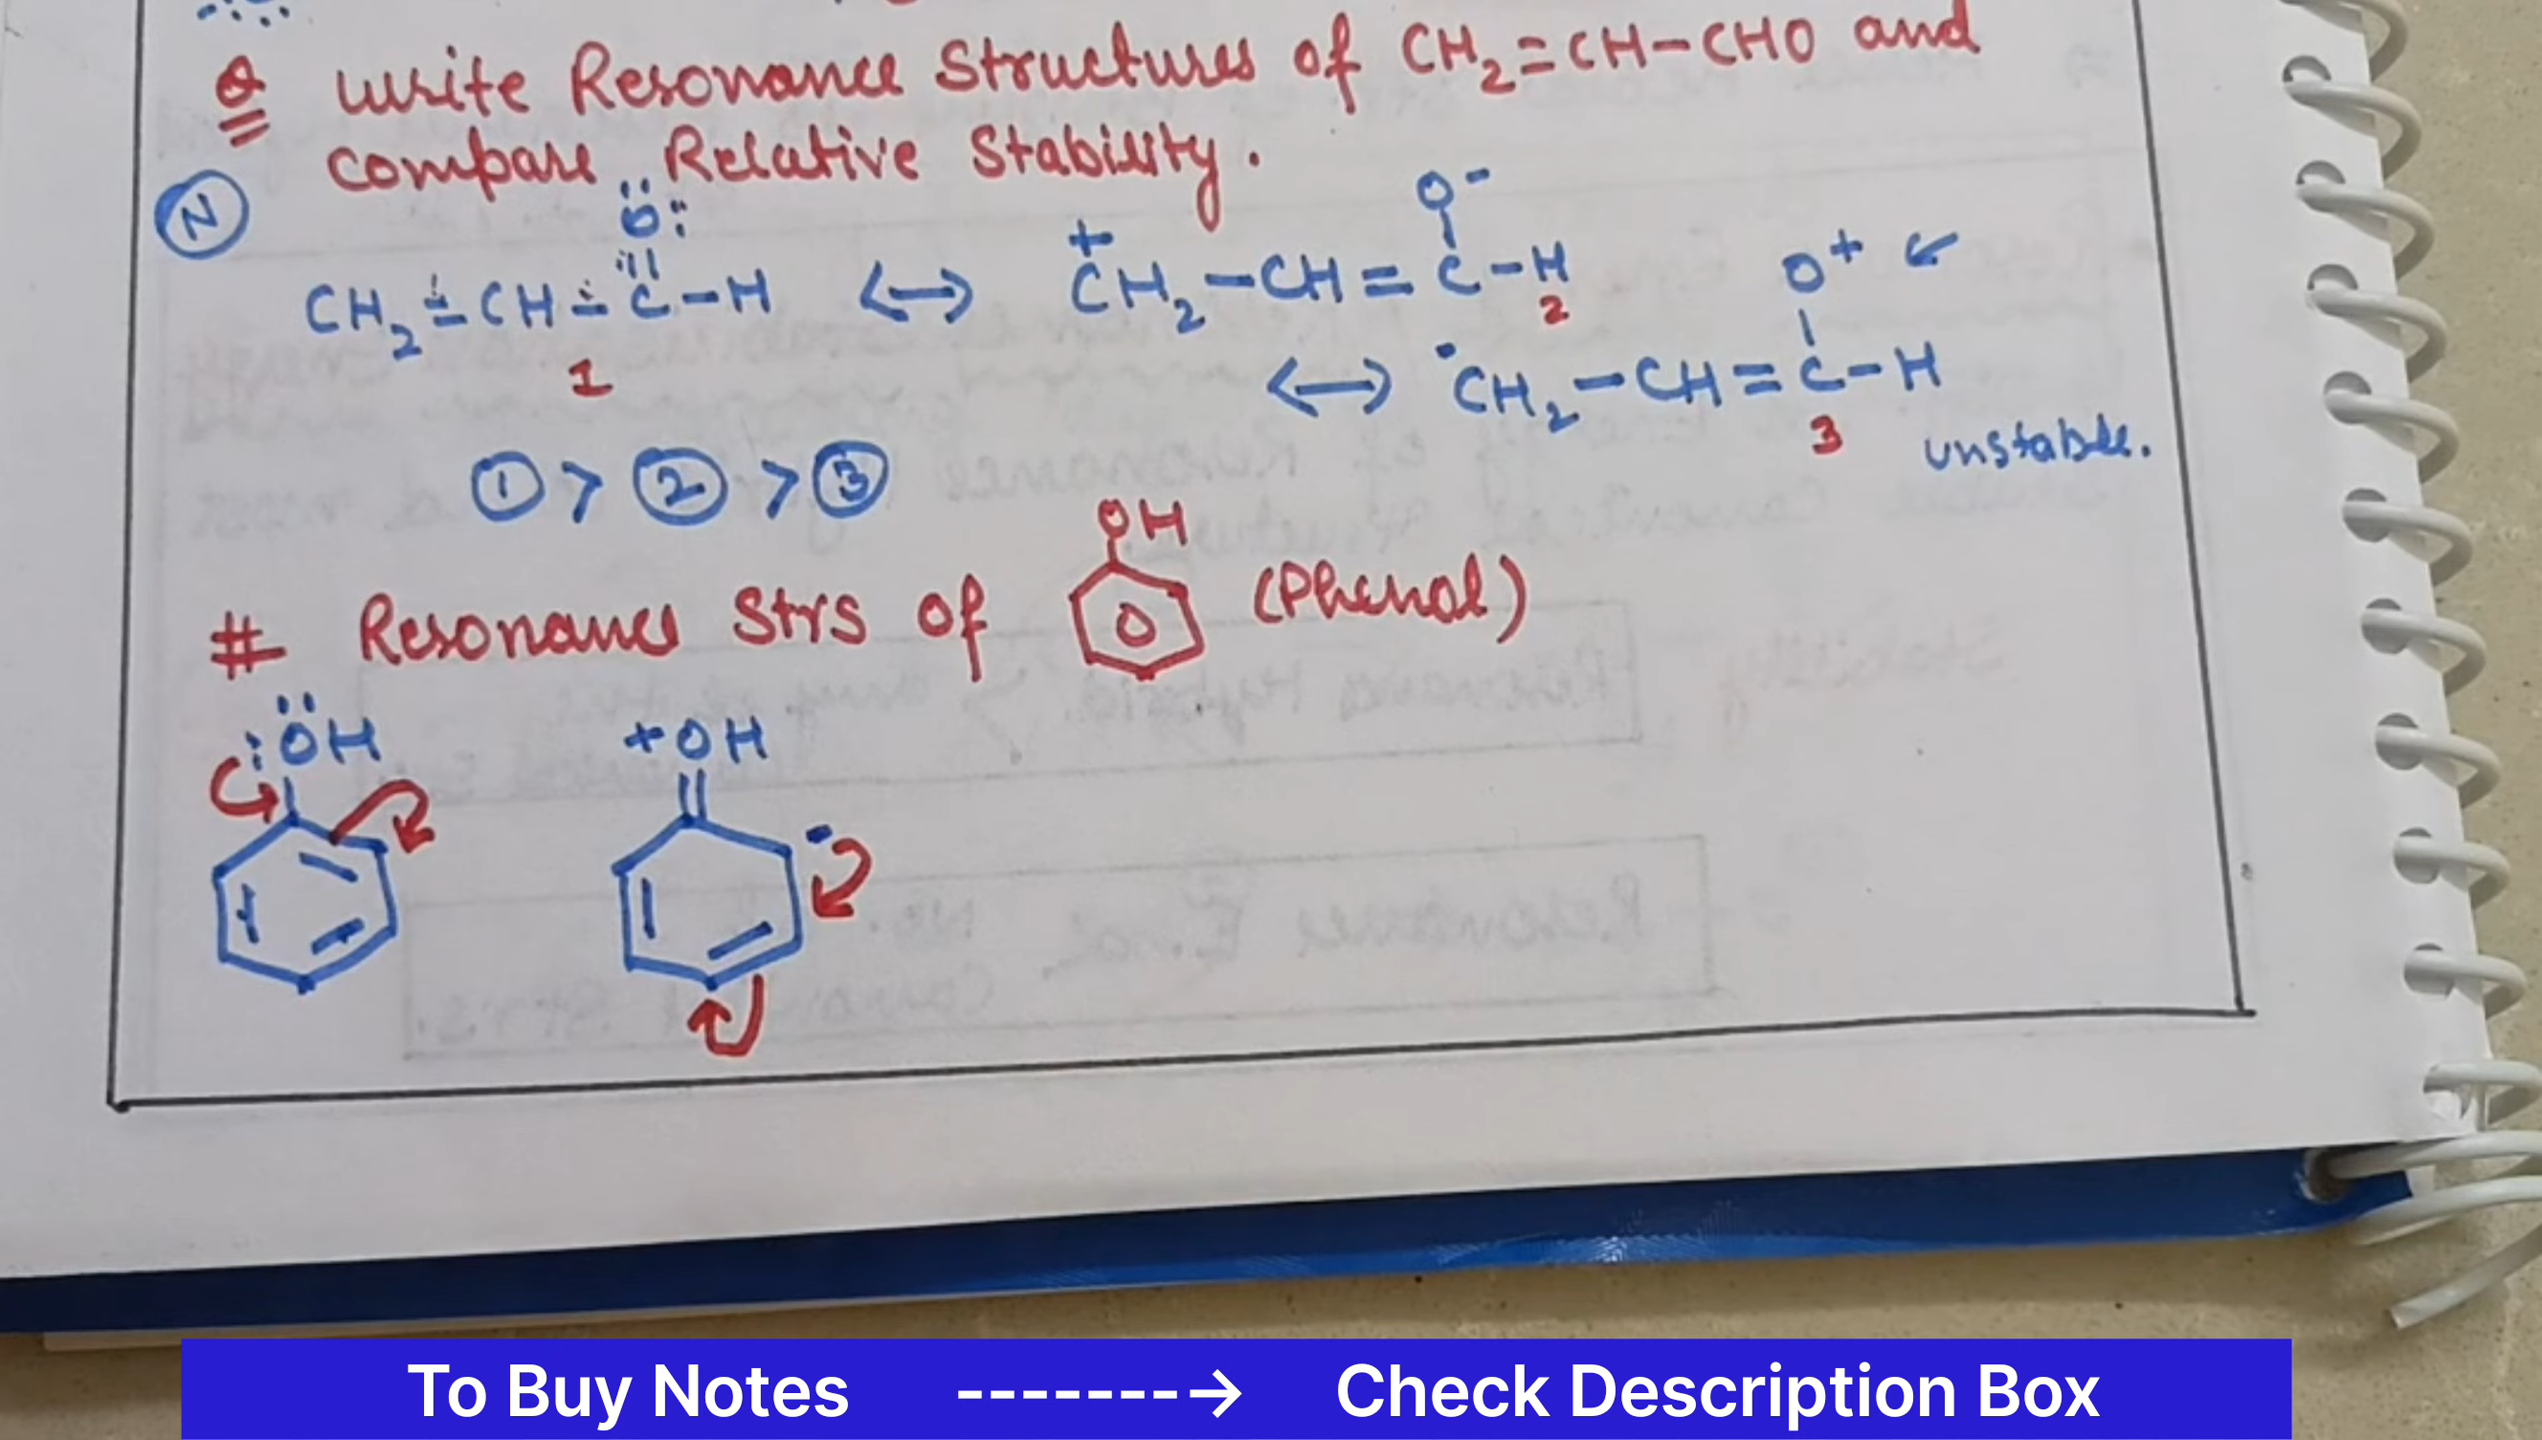 Q Write Resonance Structures of CH₂=CH-CHO and
compare Relative Stability.
N
Ö:
CH₂=CH-C-H ↔ +CH₂-CH=C-H
O⁻
1
2
O⁺
↔ CH₂-CH=C-H
3
unstable.
① > ② > ③
# Resonance Strs of
OH
(Phenol)
:ÖH
+OH
To Buy Notes -------→ Check Description Box